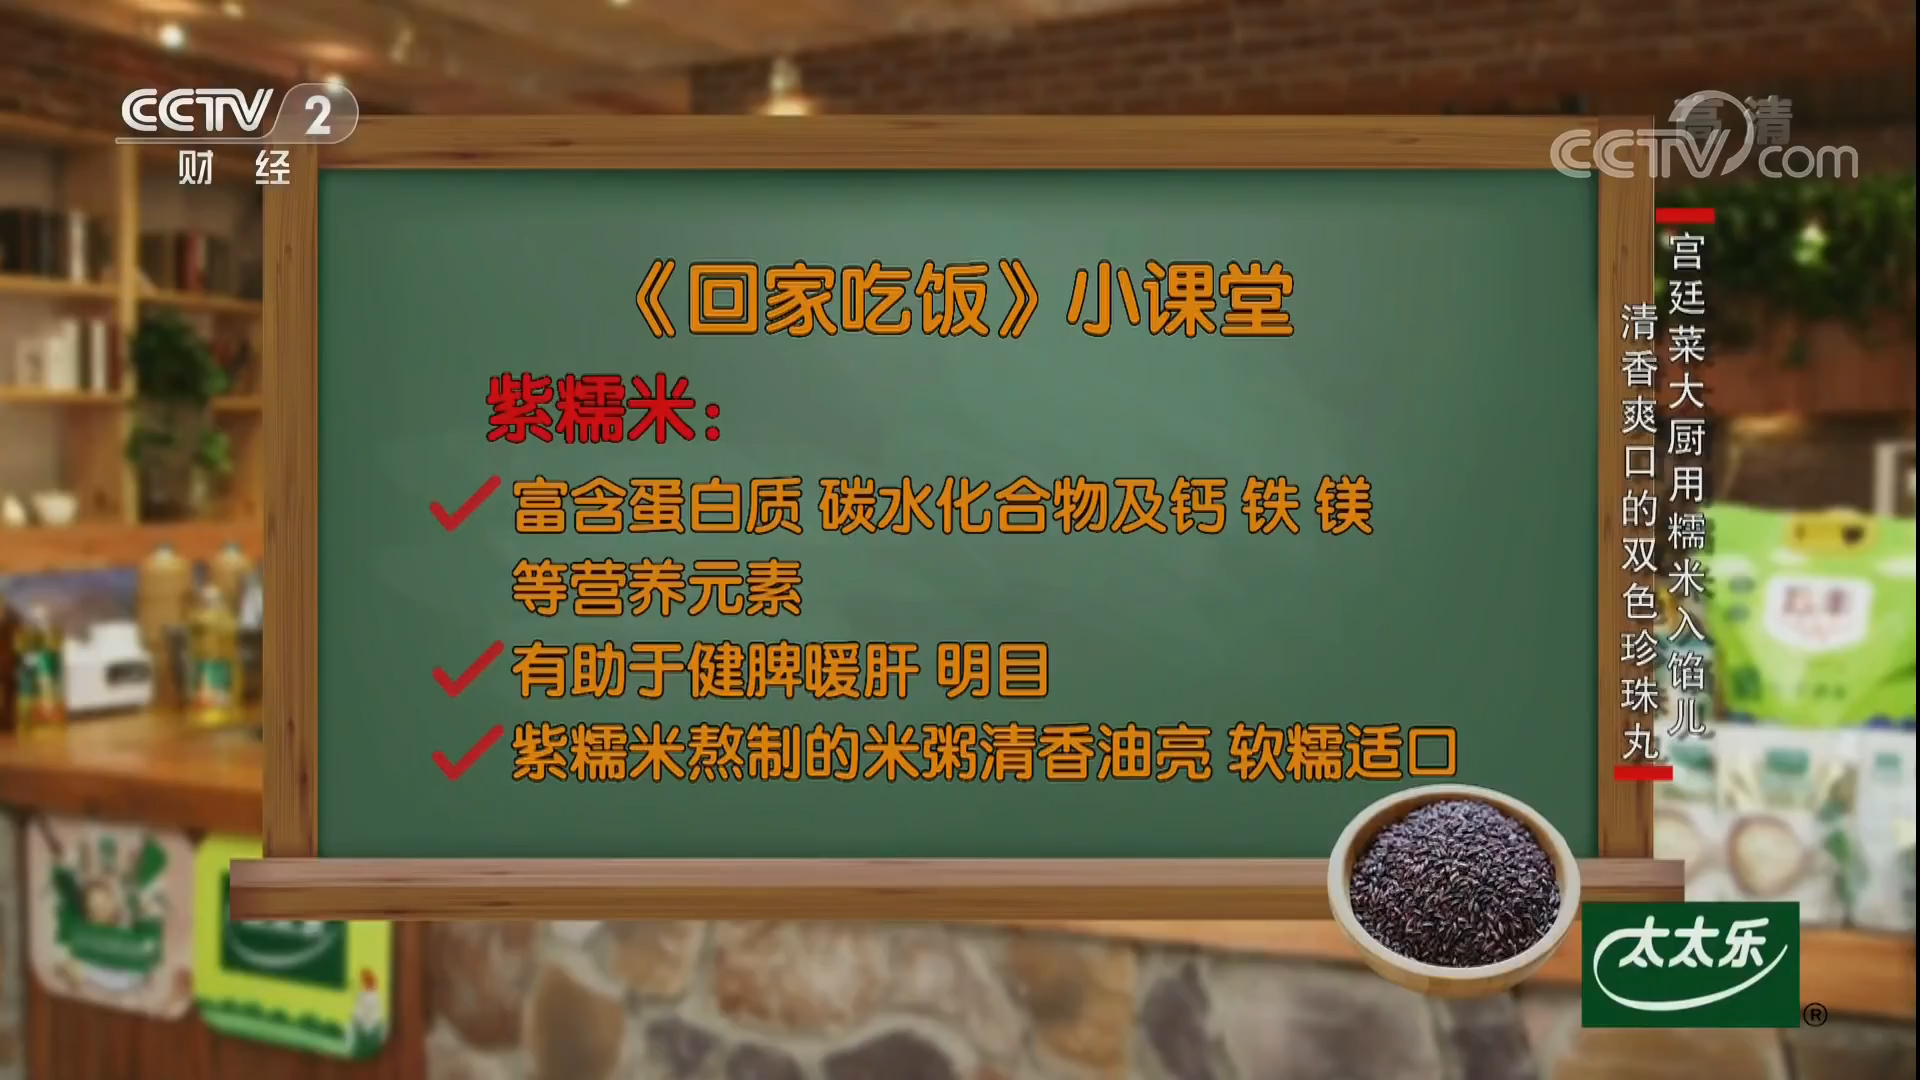 CCTV 2
财经
高清
CCTV.com
《回家吃饭》小课堂
紫糯米：
富含蛋白质 碳水化合物及钙 铁 镁
等营养元素
有助于健脾暖肝 明目
紫糯米熬制的米粥清香油亮 软糯适口
宫廷菜大厨用糯米入馅儿
清香爽口的双色珍珠丸
太太乐
®